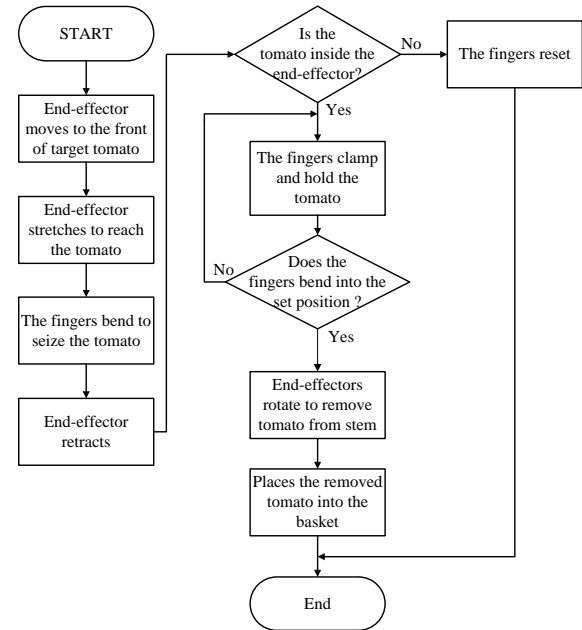 START
End-effector
moves to the front
of target tomato
End-effector
stretches to reach
the tomato
The fingers bend to
seize the tomato
End-effector
retracts
Is the
tomato inside the
end-effector?
No
The fingers reset
Yes
The fingers clamp
and hold the
tomato
Does the
fingers bend into the
set position ?
No
Yes
End-effectors
rotate to remove
tomato from stem
Places the removed
tomato into the
basket
End